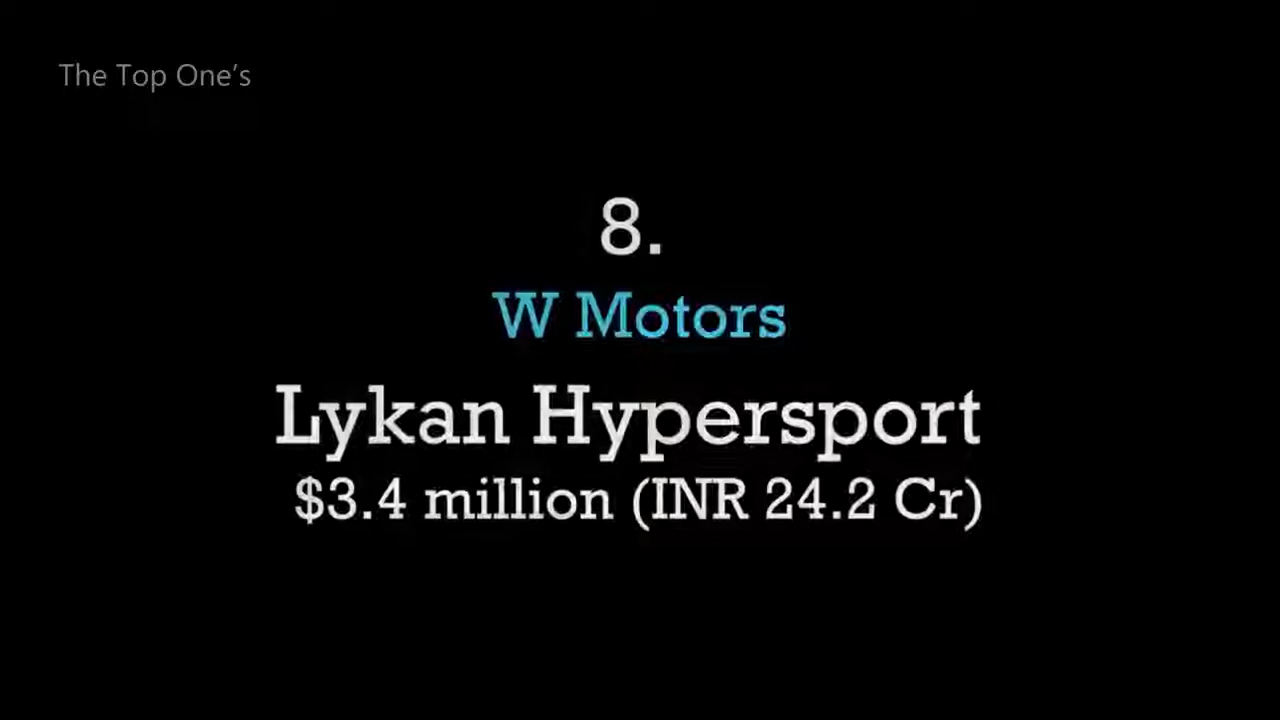 The Top One's
8.
W Motors
Lykan Hypersport
$3.4 million (INR 24.2 Cr)